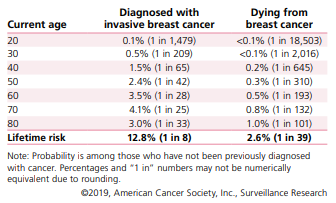 Diagnosed with Dying from
Current age invasive breast cancer breast cancer
20 0.1% (1 in 1,479) <0.1% (1 in 18,503)
30 0.5% (1 in 209) <0.1% (1 in 2,016)
40 1.5% (1 in 65) 0.2% (1 in 645)
50 2.4% (1 in 42) 0.3% (1 in 310)
60 3.5% (1 in 28) 0.5% (1 in 193)
70 4.1% (1 in 25) 0.8% (1 in 132)
80 3.0% (1 in 33) 1.0% (1 in 101)
Lifetime risk 12.8% (1 in 8) 2.6% (1 in 39)
Note: Probability is among those who have not been previously diagnosed
with cancer. Percentages and “1 in” numbers may not be numerically
equivalent due to rounding.
©2019, American Cancer Society, Inc., Surveillance Research